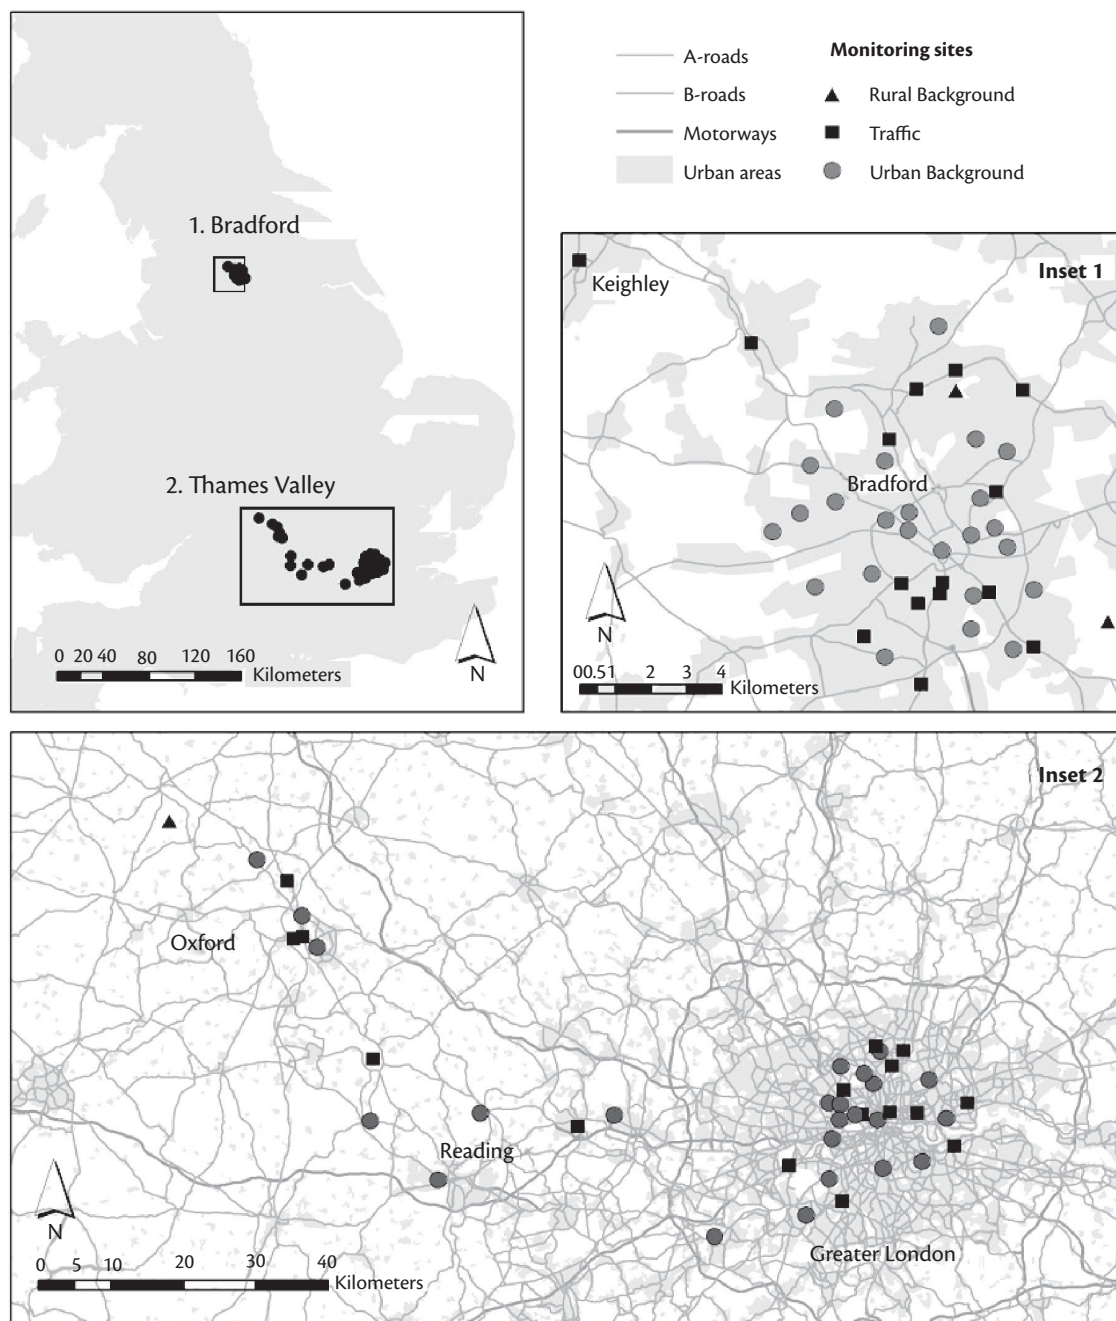 1. Bradford
2. Thames Valley
0 20 40 80 120 160
Kilometers
N
A-roads
B-roads
Motorways
Urban areas
Monitoring sites
Rural Background
Traffic
Urban Background
Inset 1
Keighley
Bradford
N
00.51 2 3 4
Kilometers
Inset 2
Oxford
Reading
Greater London
N
0 5 10 20 30 40
Kilometers